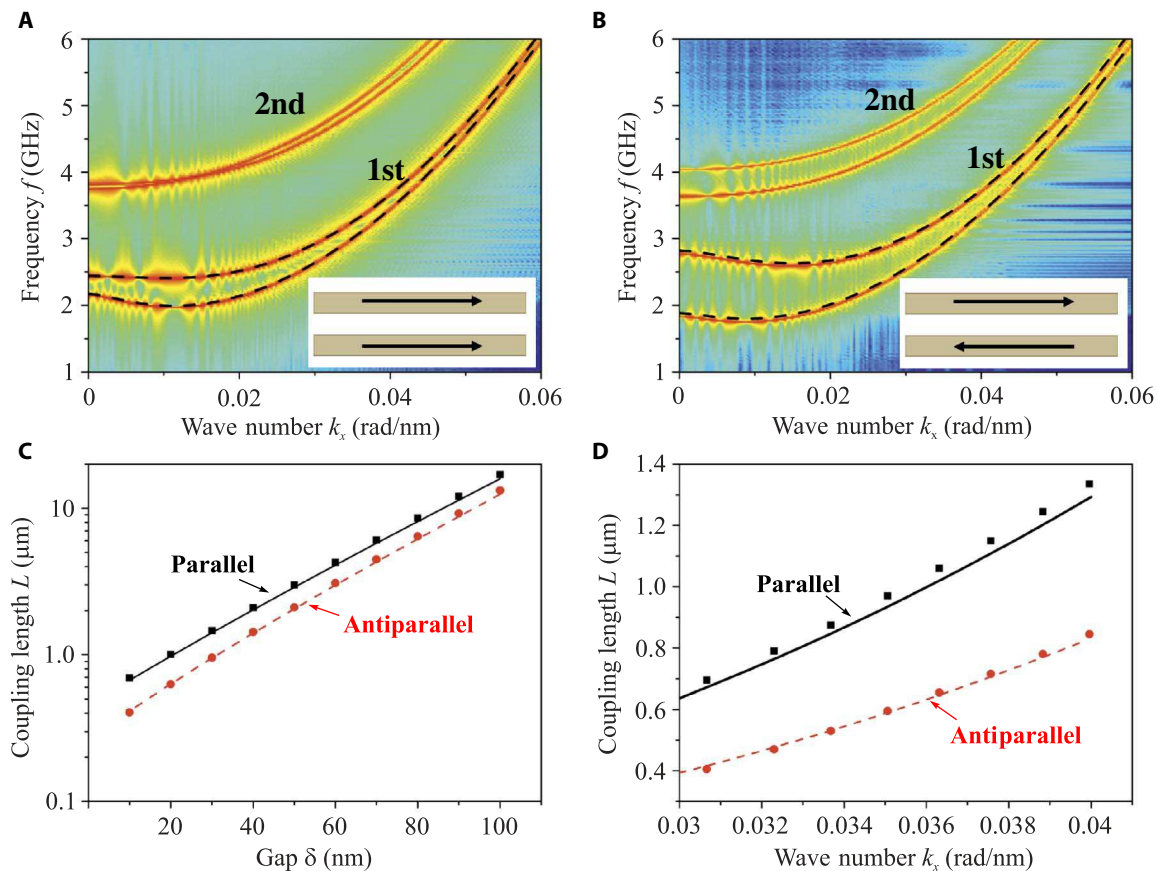 A
6
5
4
3
2
1
Frequency f (GHz)
2nd
1st
0
0.02
0.04
0.06
Wave number kₓ (rad/nm)
B
6
5
4
3
2
1
Frequency f (GHz)
2nd
1st
0
0.02
0.04
0.06
Wave number kₓ (rad/nm)
C
10
1.0
0.1
Coupling length L (μm)
Parallel
Antiparallel
20
40
60
80
100
Gap δ (nm)
D
1.4
1.2
1.0
0.8
0.6
0.4
Coupling length L (μm)
Parallel
Antiparallel
0.03
0.032
0.034
0.036
0.038
0.04
Wave number kₓ (rad/nm)